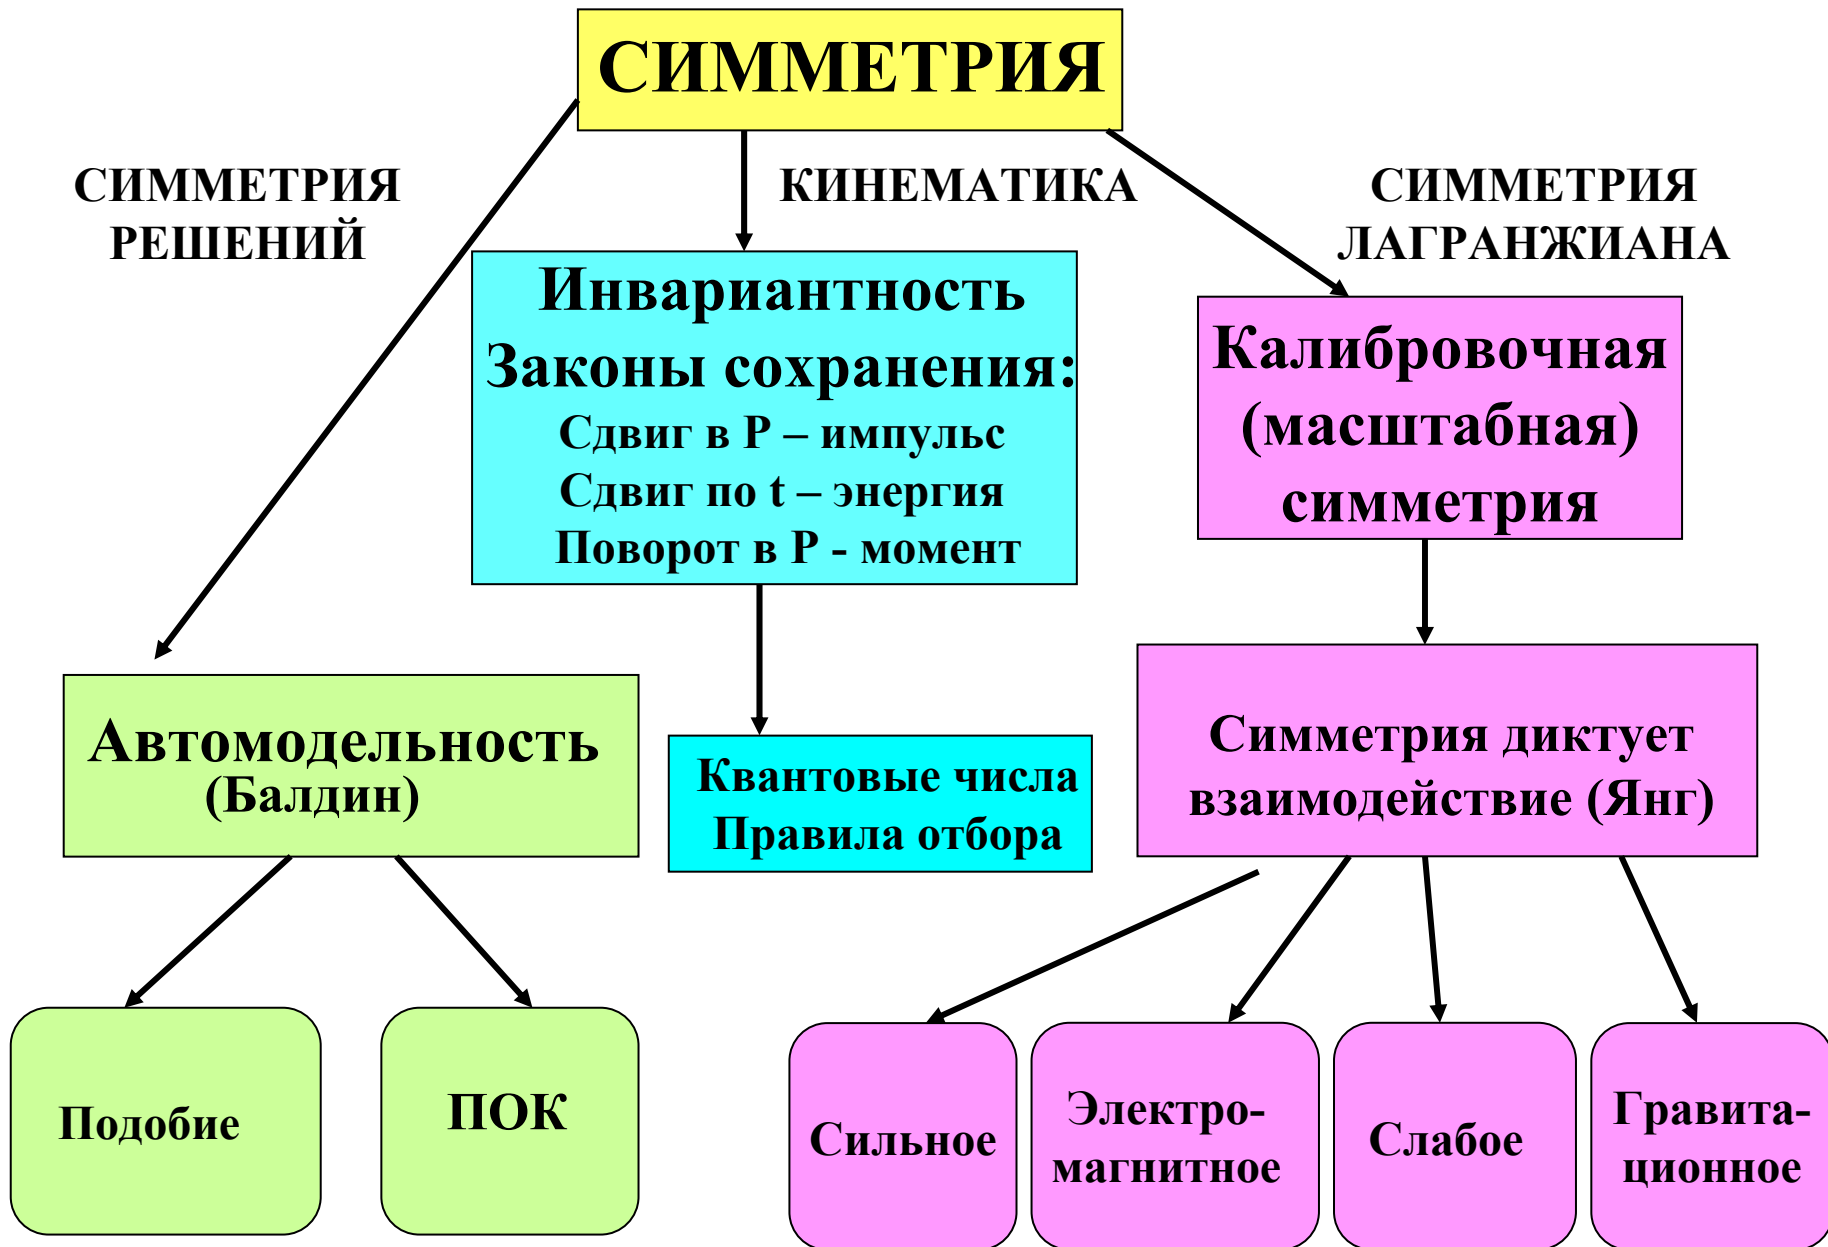 СИММЕТРИЯ
СИММЕТРИЯ
РЕШЕНИЙ
КИНЕМАТИКА
СИММЕТРИЯ
ЛАГРАНЖИАНА
Инвариантность
Законы сохранения:
Сдвиг в Р – импульс
Сдвиг по t – энергия
Поворот в Р - момент
Калибровочная
(масштабная)
симметрия
Автомодельность
(Балдин)
Квантовые числа
Правила отбора
Симметрия диктует
взаимодействие (Янг)
Подобие
ПОК
Сильное
Электро-
магнитное
Слабое
Гравита-
ционное